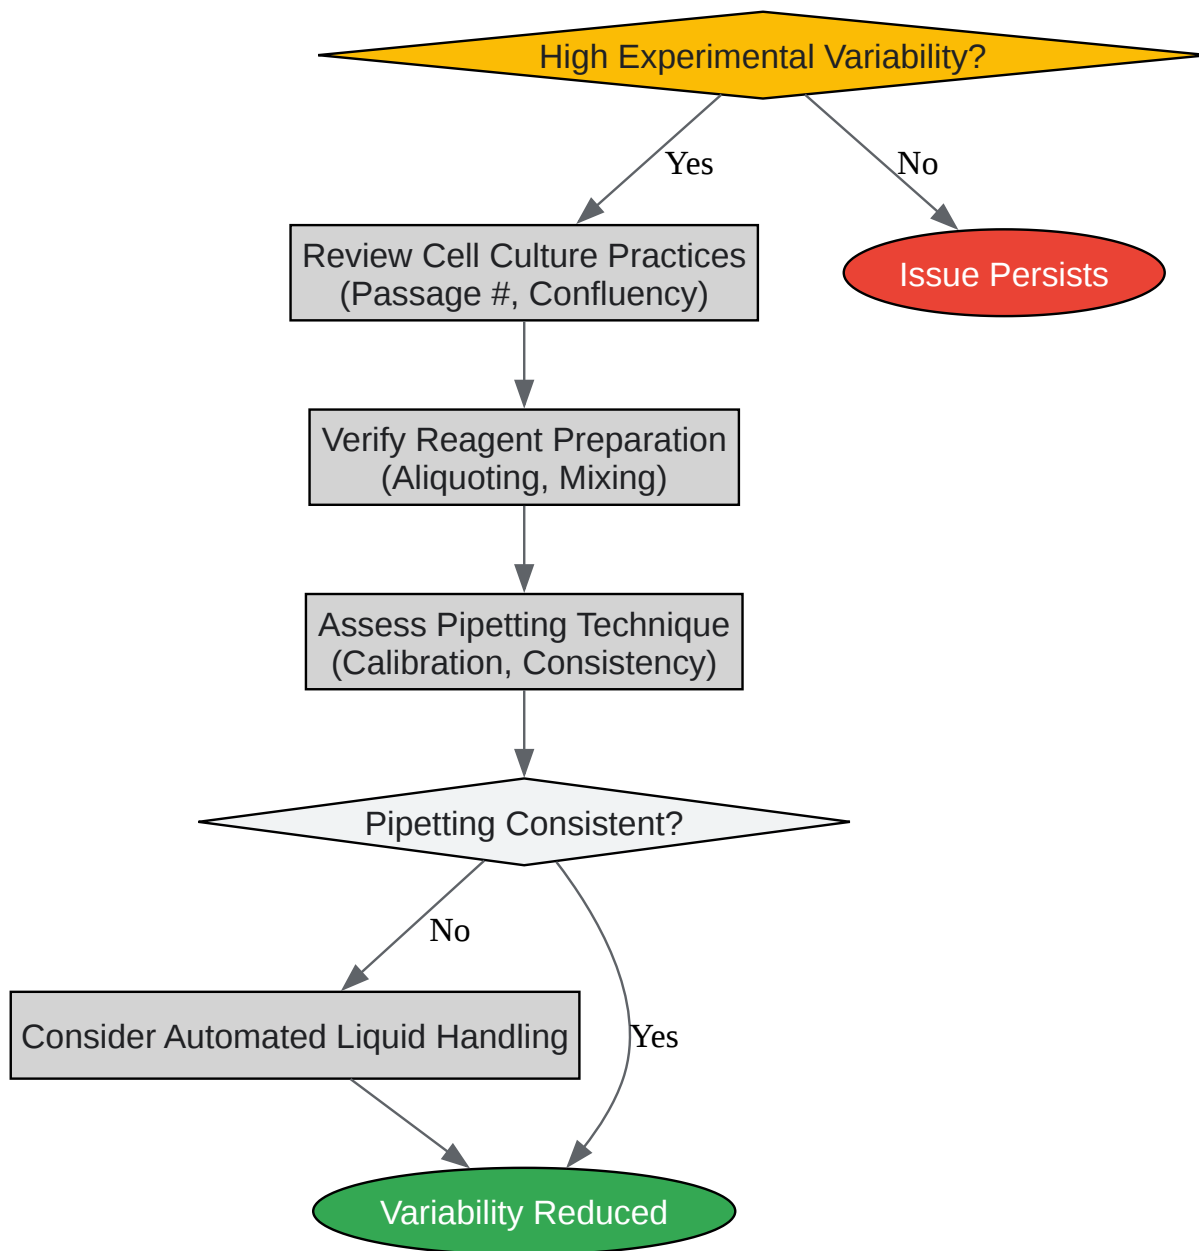 High Experimental Variability?
Yes
No
Review Cell Culture Practices
(Passage #, Confluency)
Issue Persists
Verify Reagent Preparation
(Aliquoting, Mixing)
Assess Pipetting Technique
(Calibration, Consistency)
Pipetting Consistent?
No
Consider Automated Liquid Handling
Yes
Variability Reduced